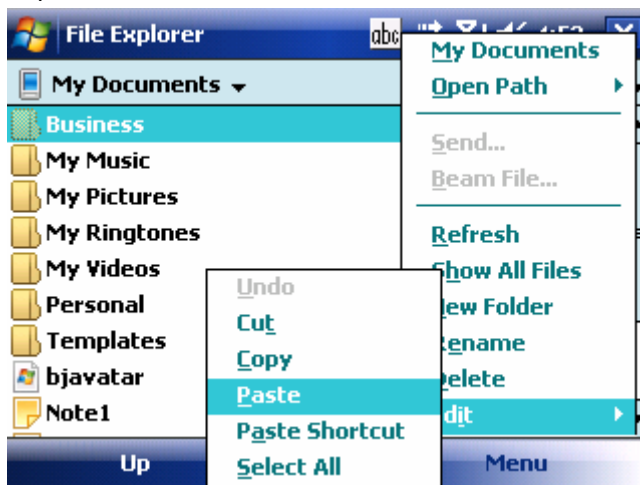 File Explorer
abc
My Documents
Business
My Music
My Pictures
My Ringtones
My Videos
Personal
Templates
bjavatar
Note1
Up
Menu
My Documents
Open Path
Send...
Beam File...
Refresh
Show All Files
New Folder
Rename
Delete
Edit
Undo
Cut
Copy
Paste
Paste Shortcut
Select All